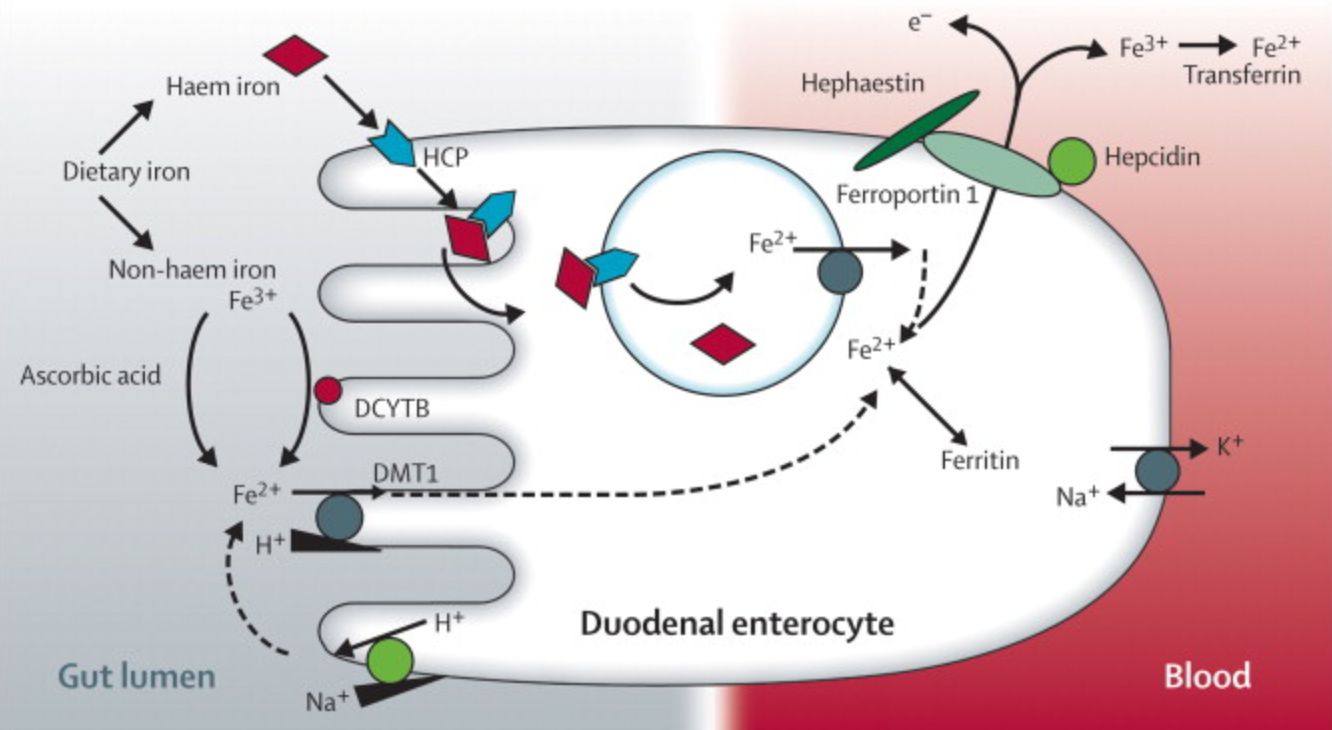 Haem iron
Dietary iron
Non-haem iron
Fe3+
Ascorbic acid
DCYTB
Fe2+
DMT1
H+
H+
Na+
Gut lumen
HCP
Fe2+
Fe2+
Ferritin
Duodenal enterocyte
Hephaestin
Ferroportin 1
Hepcidin
e−
Fe3+
Fe2+
Transferrin
K+
Na+
Blood